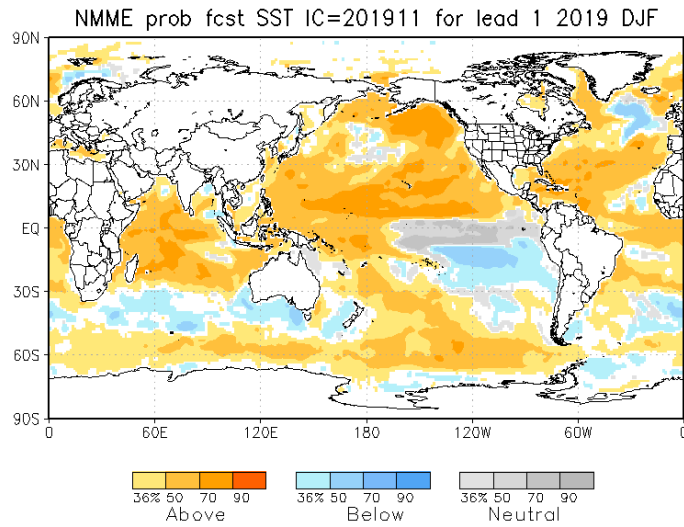 NMME prob fcst SST IC=201911 for lead 1 2019 DJF
90N
60N
30N
EQ
30S
60S
90S
0 60E 120E 180 120W 60W 0
36% 50 70 90 36% 50 70 90 36% 50 70 90
Above Below Neutral